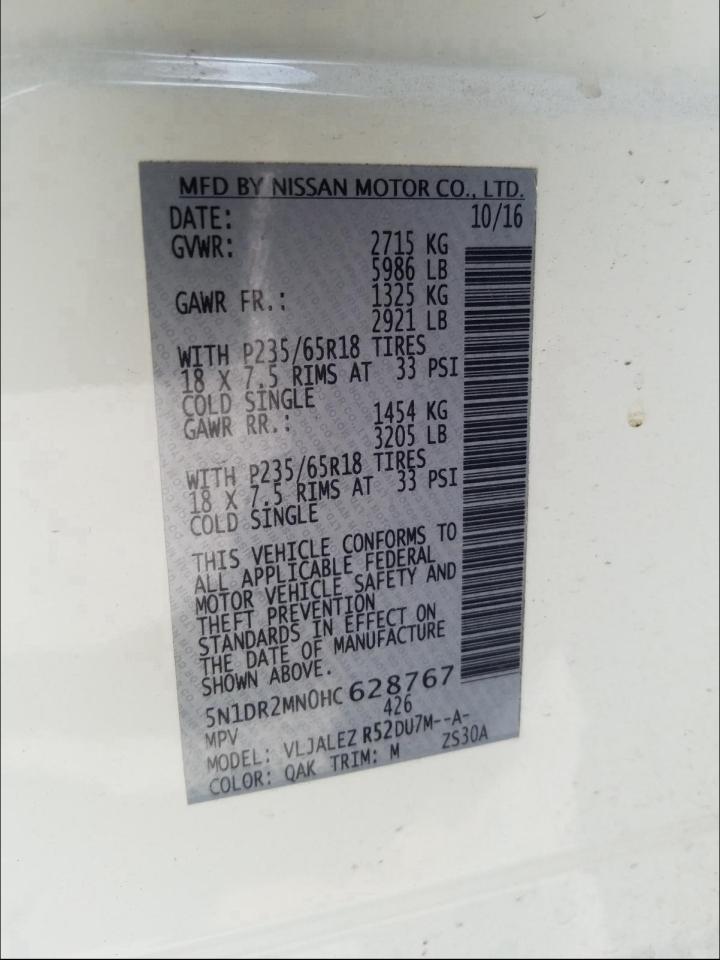 MFD BY NISSAN MOTOR CO., LTD.
DATE: 10/16
GVWR: 2715 KG
5986 LB
GAWR FR.: 1325 KG
2921 LB
WITH P235/65R18 TIRES
18 X 7.5 RIMS AT 33 PSI
COLD SINGLE
GAWR RR.: 1454 KG
3205 LB
WITH P235/65R18 TIRES
18 X 7.5 RIMS AT 33 PSI
COLD SINGLE
THIS VEHICLE CONFORMS TO
ALL APPLICABLE FEDERAL
MOTOR VEHICLE SAFETY AND
THEFT PREVENTION
STANDARDS IN EFFECT ON
THE DATE OF MANUFACTURE
SHOWN ABOVE.
5N1DR2MN0HC 628767
MPV 426
MODEL: VLJALEZ R52DU7M--A-
COLOR: QAK TRIM: M ZS30A